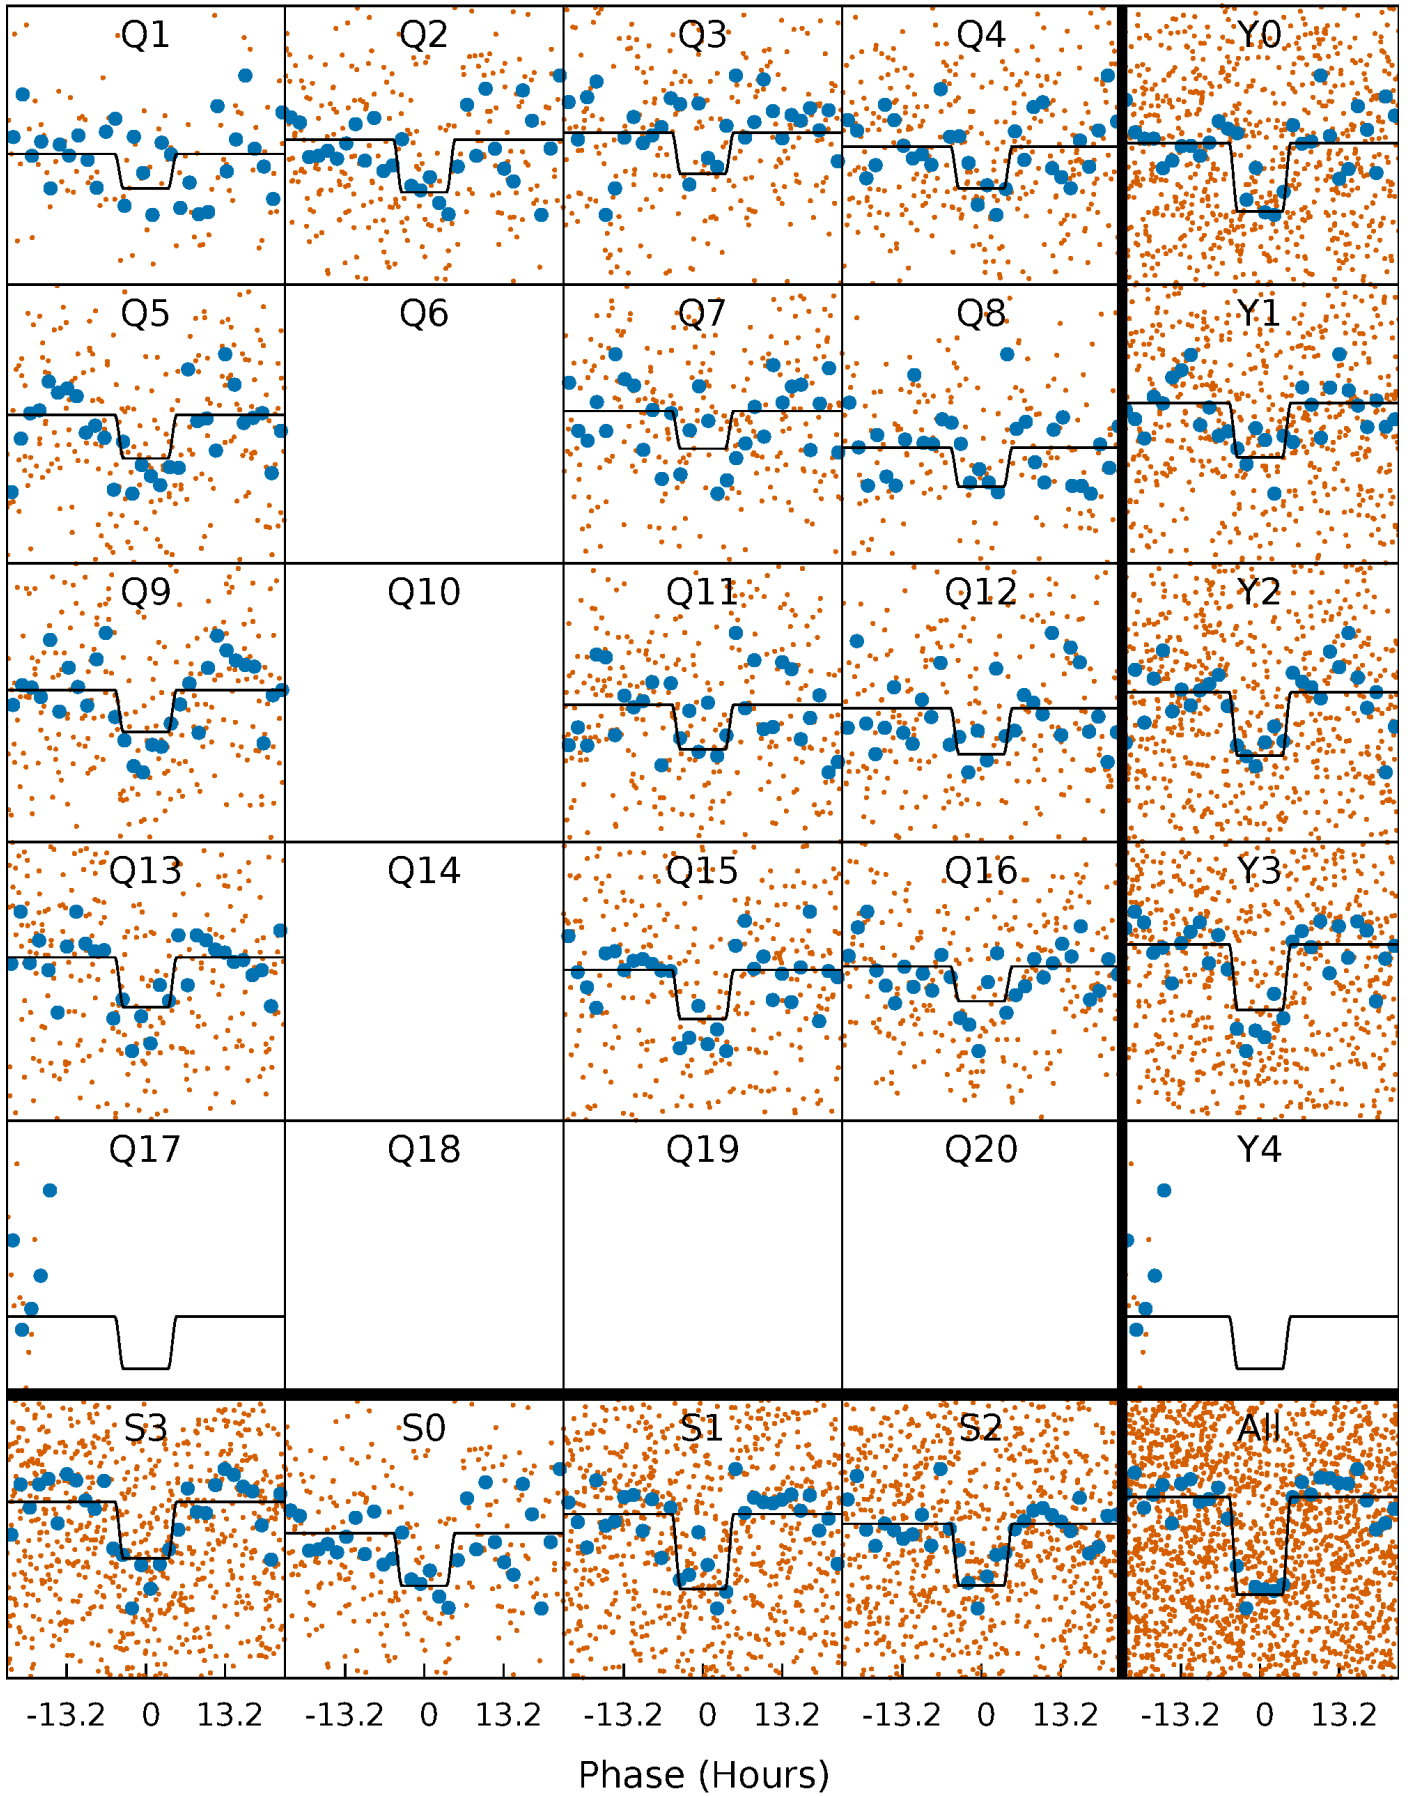 Q1 Q2 Q3 Q4 Y0
Q5 Q6 Q7 Q8 Y1
Q9 Q10 Q11 Q12 Y2
Q13 Q14 Q15 Q16 Y3
Q17 Q18 Q19 Q20 Y4
S3 S0 S1 S2 All
-13.2 0 13.2 -13.2 0 13.2 -13.2 0 13.2 -13.2 0 13.2 -13.2 0 13.2
Phase (Hours)